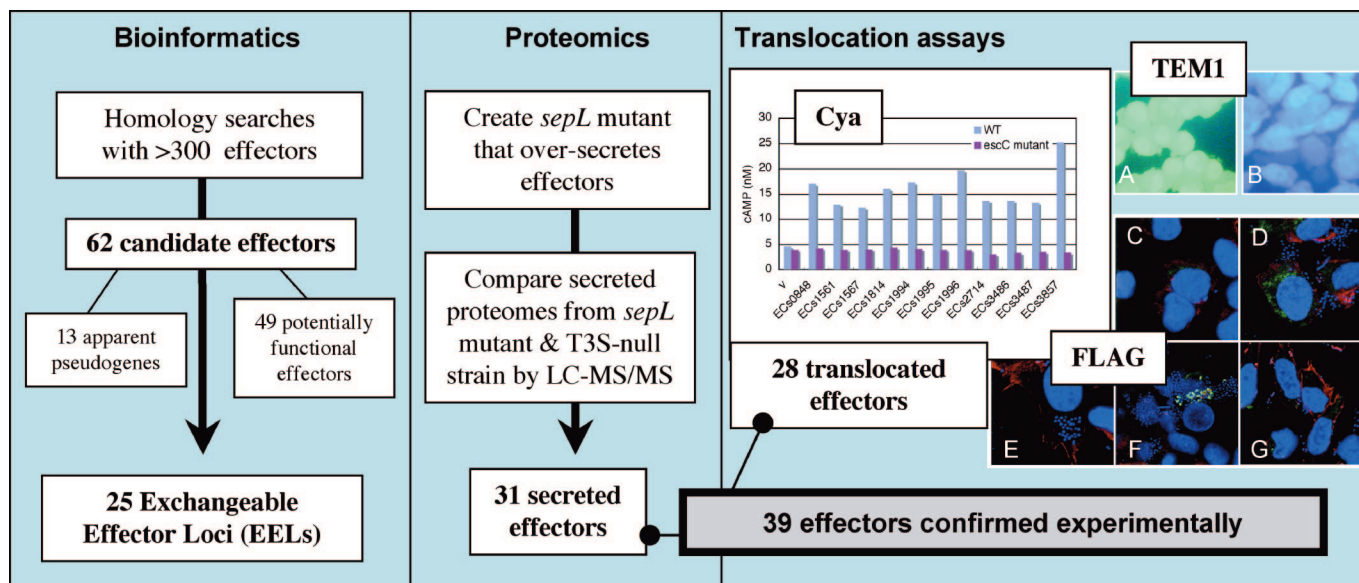 Bioinformatics
Homology searches
with >300 effectors
62 candidate effectors
13 apparent
pseudogenes
49 potentially
functional
effectors
25 Exchangeable
Effector Loci (EELs)
Proteomics
Create sepL mutant
that over-secretes
effectors
Compare secreted
proteomes from sepL
mutant & T3S-null
strain by LC-MS/MS
31 secreted
effectors
Translocation assays
Cya
WT
escC mutant
cAMP (nM)
30
25
20
15
10
5
0
v
ECs0848
ECs1561
ECs1567
ECs1814
ECs1994
ECs1995
ECs1996
ECs2714
ECs3486
ECs3487
ECs3857
28 translocated
effectors
TEM1
A
B
C
D
FLAG
E
F
G
39 effectors confirmed experimentally